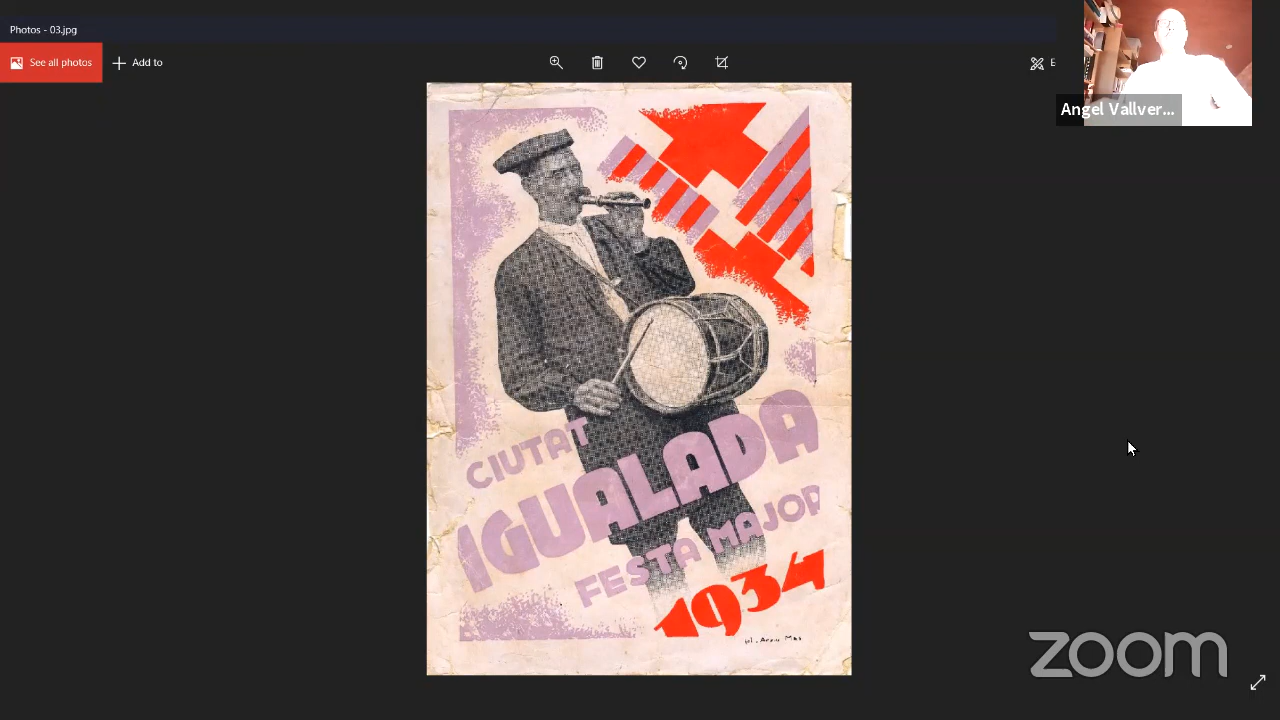 Photos - 03.jpg
See all photos
Add to
Angel Vallver...
CIUTAT
IGUALADA
FESTA MAJOR
1934
zoom